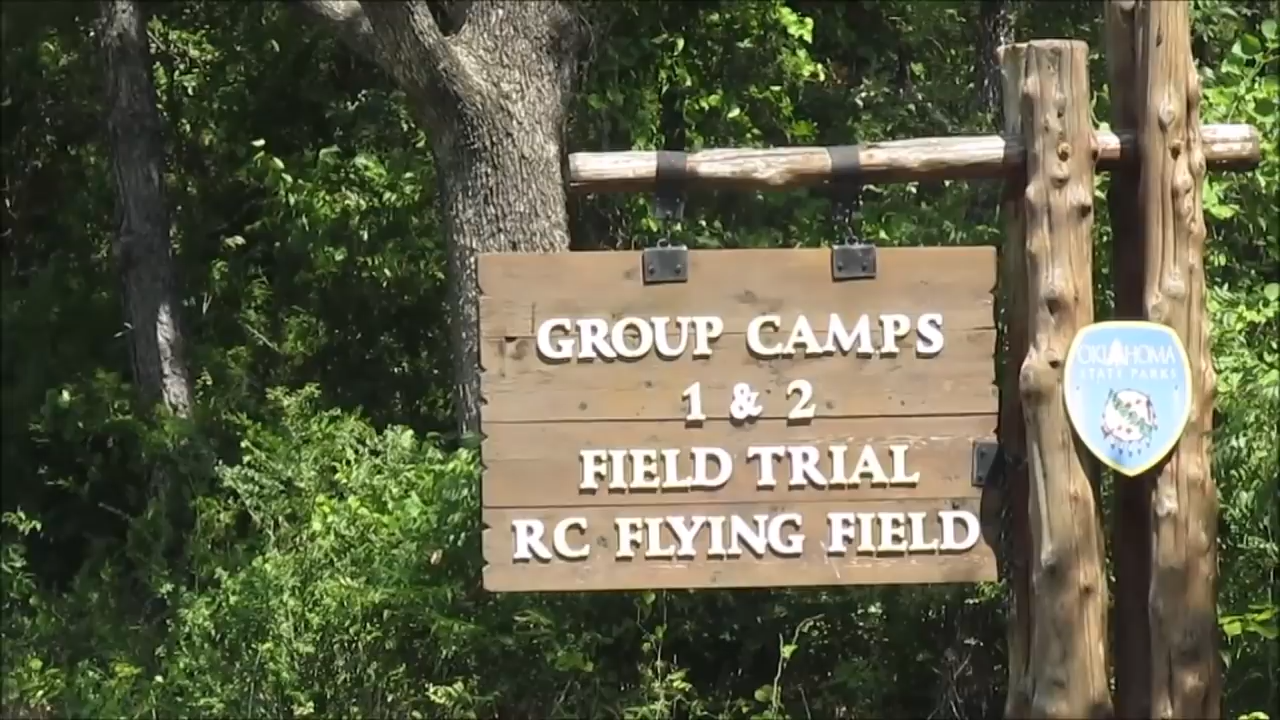 GROUP CAMPS
1 & 2
FIELD TRIAL
RC FLYING FIELD
OKLAHOMA
STATE PARKS